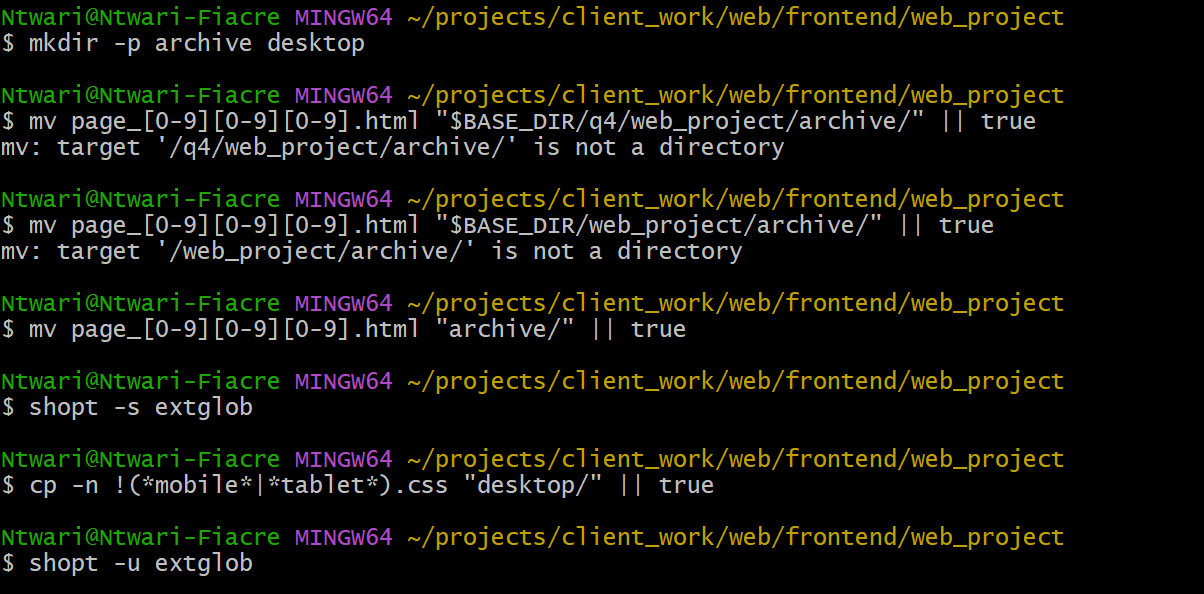 Ntwari@Ntwari-Fiacre MINGW64 ~/projects/client_work/web/frontend/web_project
$ mkdir -p archive desktop
Ntwari@Ntwari-Fiacre MINGW64 ~/projects/client_work/web/frontend/web_project
$ mv page_[0-9][0-9][0-9].html "$BASE_DIR/q4/web_project/archive/" || true
mv: target '/q4/web_project/archive/' is not a directory
Ntwari@Ntwari-Fiacre MINGW64 ~/projects/client_work/web/frontend/web_project
$ mv page_[0-9][0-9][0-9].html "$BASE_DIR/web_project/archive/" || true
mv: target '/web_project/archive/' is not a directory
Ntwari@Ntwari-Fiacre MINGW64 ~/projects/client_work/web/frontend/web_project
$ mv page_[0-9][0-9][0-9].html "archive/" || true
Ntwari@Ntwari-Fiacre MINGW64 ~/projects/client_work/web/frontend/web_project
$ shopt -s extglob
Ntwari@Ntwari-Fiacre MINGW64 ~/projects/client_work/web/frontend/web_project
$ cp -n !(*mobile*|*tablet*).css "desktop/" || true
Ntwari@Ntwari-Fiacre MINGW64 ~/projects/client_work/web/frontend/web_project
$ shopt -u extglob